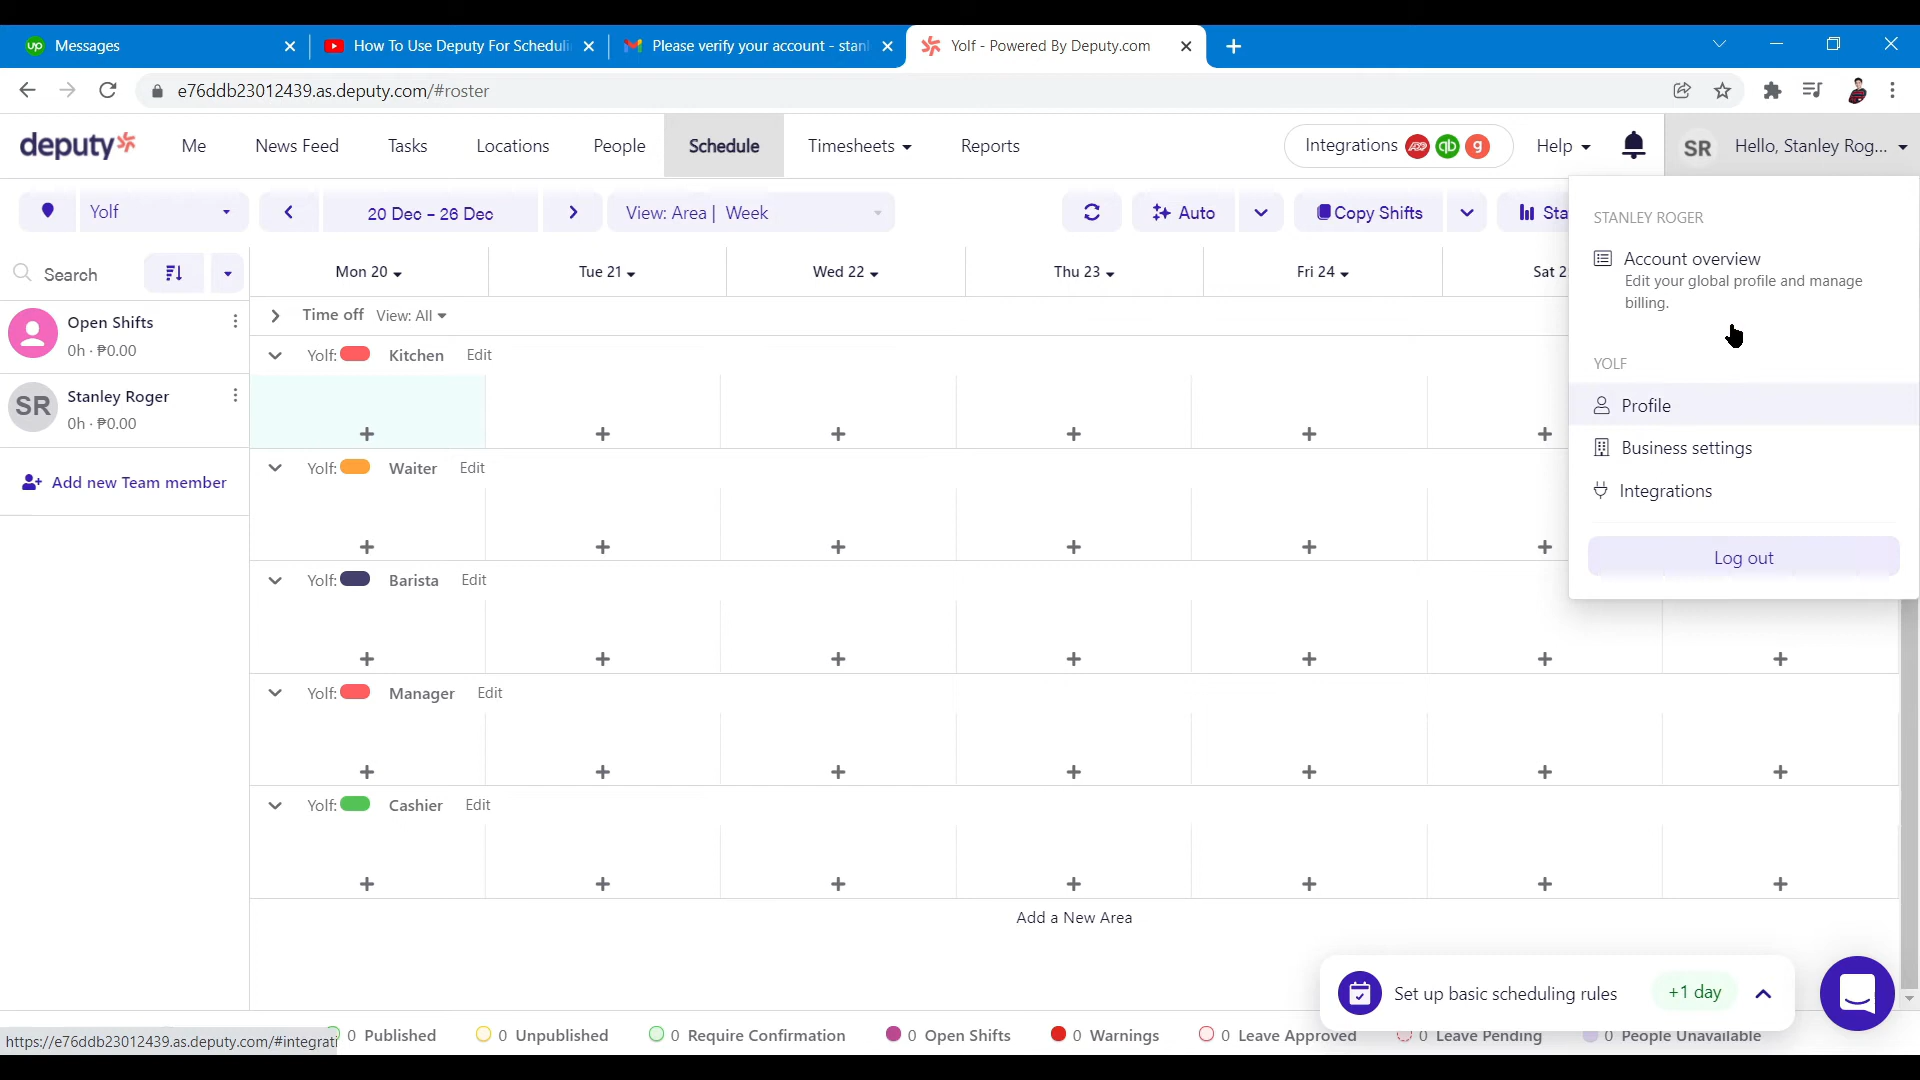 up Messages
How To Use Deputy For Scheduli
Please verify your account - stanl
Yolf - Powered By Deputy.com
e76ddb23012439.as.deputy.com/#roster
deputy
Me
News Feed
Tasks
Locations
People
Schedule
Timesheets
Reports
Integrations
qb
g
Help
SR
Hello, Stanley Rog...
Yolf
20 Dec - 26 Dec
View: Area | Week
Auto
Copy Shifts
Sta
STANLEY ROGER
Account overview
Edit your global profile and manage
billing.
YOLF
Profile
Business settings
Integrations
Log out
Search
Mon 20
Tue 21
Wed 22
Thu 23
Fri 24
Sat 2
Open Shifts
0h · ₱0.00
SR
Stanley Roger
0h · ₱0.00
Add new Team member
Time off View: All
Yolf: Kitchen Edit
Yolf: Waiter Edit
Yolf: Barista Edit
Yolf: Manager Edit
Yolf: Cashier Edit
Add a New Area
Set up basic scheduling rules
+1 day
https://e76ddb23012439.as.deputy.com/#integrati
0 Published
0 Unpublished
0 Require Confirmation
0 Open Shifts
0 Warnings
0 Leave Approved
0 Leave Pending
0 People Unavailable